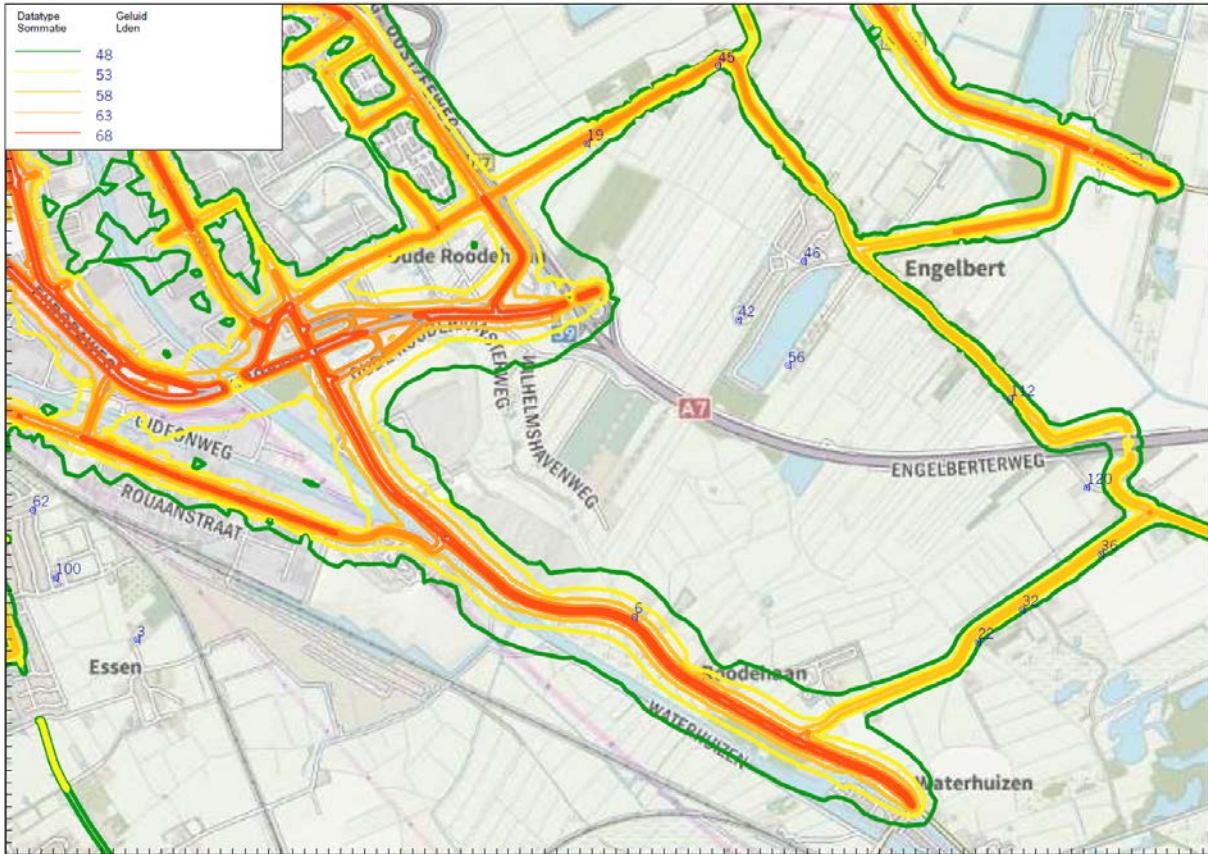 Datatype Geluid
Sommatie Lden
48
53
58
63
68
45
19
46
Engelbert
42
56
A7
112
ENGELBERTERWEG
120
WILHELMSHAVENWEG
ROUAANSTRAAT
62
100
36
32
22
6
3
Essen
Roodehaan
WATERHUIZEN
Waterhuizen
Oude Roodehaan
39